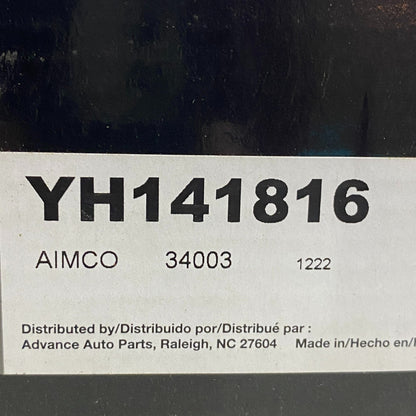 YH141816
AIMCO 34003 1222
Distributed by/Distribuido por/Distribué par :
Advance Auto Parts, Raleigh, NC 27604 Made in/Hecho en/